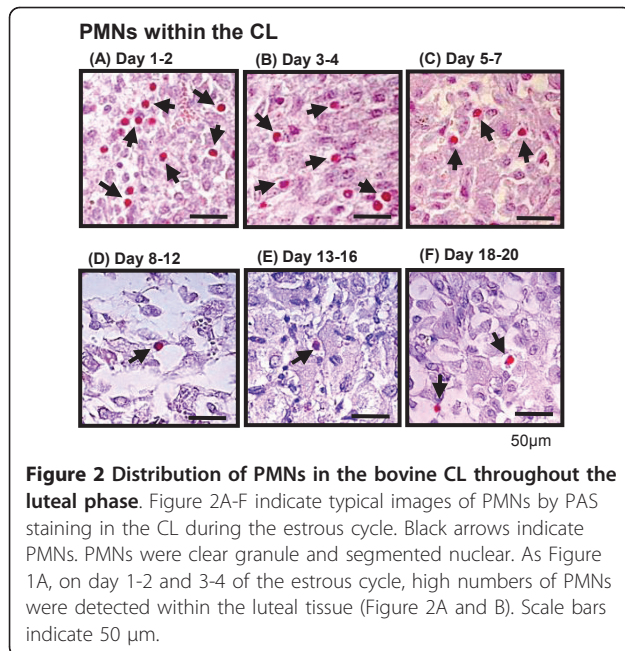 PMNs within the CL
(A) Day 1-2
(B) Day 3-4
(C) Day 5-7
(D) Day 8-12
(E) Day 13-16
(F) Day 18-20
50μm
Figure 2 Distribution of PMNs in the bovine CL throughout the
luteal phase. Figure 2A-F indicate typical images of PMNs by PAS
staining in the CL during the estrous cycle. Black arrows indicate
PMNs. PMNs were clear granule and segmented nuclear. As Figure
1A, on day 1-2 and 3-4 of the estrous cycle, high numbers of PMNs
were detected within the luteal tissue (Figure 2A and B). Scale bars
indicate 50 μm.